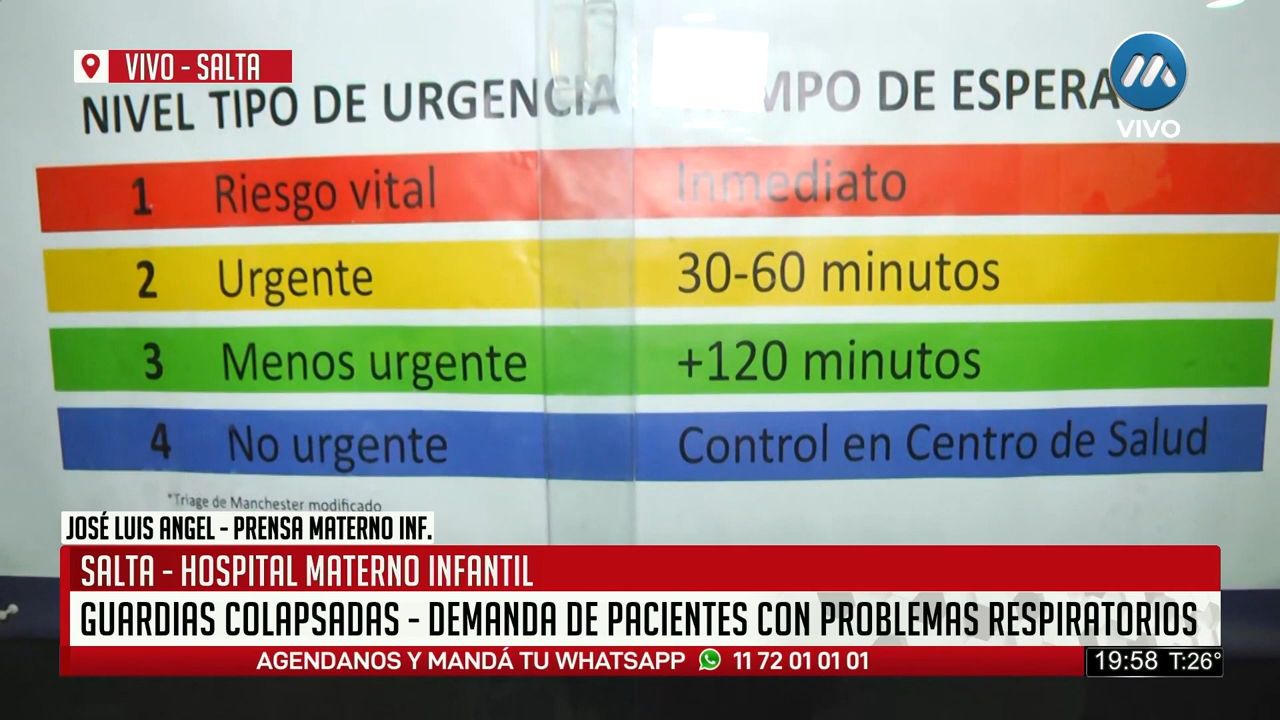 VIVO - SALTA
NIVEL TIPO DE URGENCIA MPO DE ESPERA
VIVO
1 Riesgo vital Inmediato
2 Urgente 30-60 minutos
3 Menos urgente +120 minutos
4 No urgente Control en Centro de Salud
*Triage de Manchester modificado
JOSÉ LUIS ANGEL - PRENSA MATERNO INF.
SALTA - HOSPITAL MATERNO INFANTIL
GUARDIAS COLAPSADAS - DEMANDA DE PACIENTES CON PROBLEMAS RESPIRATORIOS
AGENDANOS Y MANDÁ TU WHATSAPP 11 72 01 01 01
19:58 T:26°